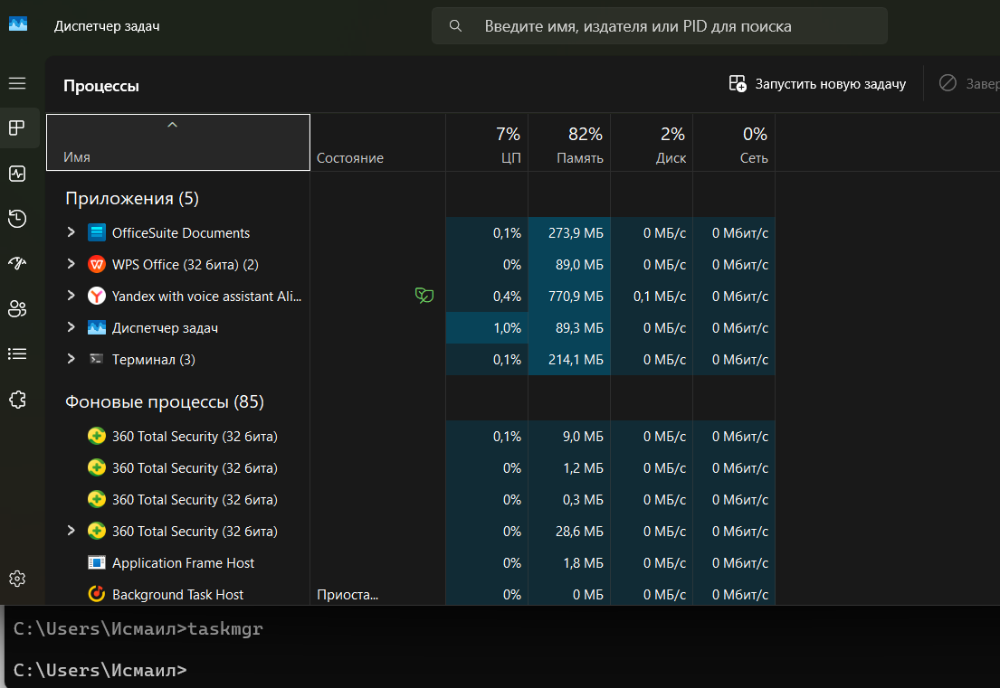 Диспетчер задач
Введите имя, издателя или PID для поиска
Процессы
Запустить новую задачу
Завер
7% 82% 2% 0%
Имя Состояние ЦП Память Диск Сеть
Приложения (5)
OfficeSuite Documents 0,1% 273,9 МБ 0 МБ/с 0 Мбит/с
WPS Office (32 бита) (2) 0% 89,0 МБ 0 МБ/с 0 Мбит/с
Yandex with voice assistant Ali... 0,4% 770,9 МБ 0,1 МБ/с 0 Мбит/с
Диспетчер задач 1,0% 89,3 МБ 0 МБ/с 0 Мбит/с
Терминал (3) 0,1% 214,1 МБ 0 МБ/с 0 Мбит/с
Фоновые процессы (85)
360 Total Security (32 бита) 0,1% 9,0 МБ 0 МБ/с 0 Мбит/с
360 Total Security (32 бита) 0% 1,2 МБ 0 МБ/с 0 Мбит/с
360 Total Security (32 бита) 0% 0,3 МБ 0 МБ/с 0 Мбит/с
360 Total Security (32 бита) 0% 28,6 МБ 0 МБ/с 0 Мбит/с
Application Frame Host 0% 1,8 МБ 0 МБ/с 0 Мбит/с
Background Task Host Приоста... 0% 0 МБ 0 МБ/с 0 Мбит/с
C:\Users\Исмаил>taskmgr
C:\Users\Исмаил>